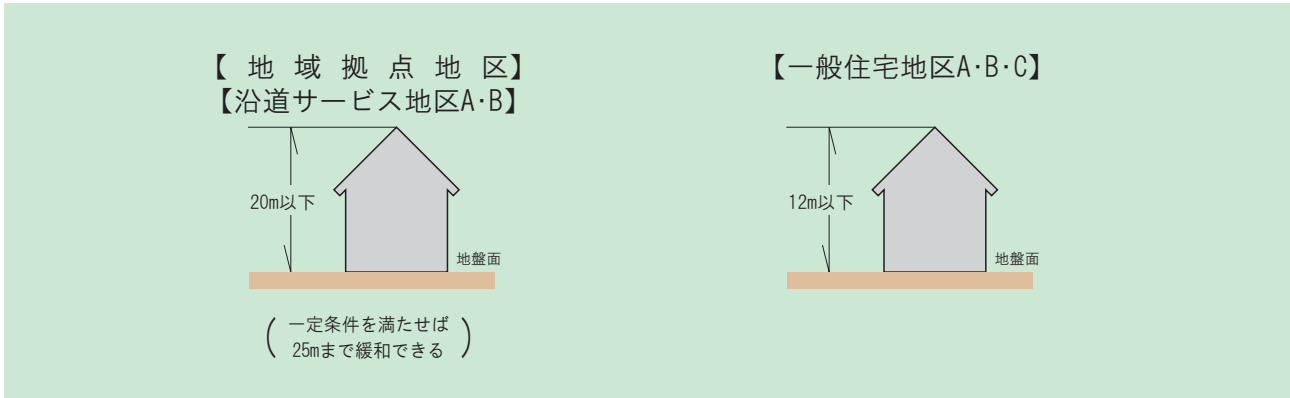 【地域拠点地区】
【沿道サービス地区A･B】
20m以下
地盤面
(一定条件を満たせば
25mまで緩和できる)
【一般住宅地区A･B･C】
12m以下
地盤面